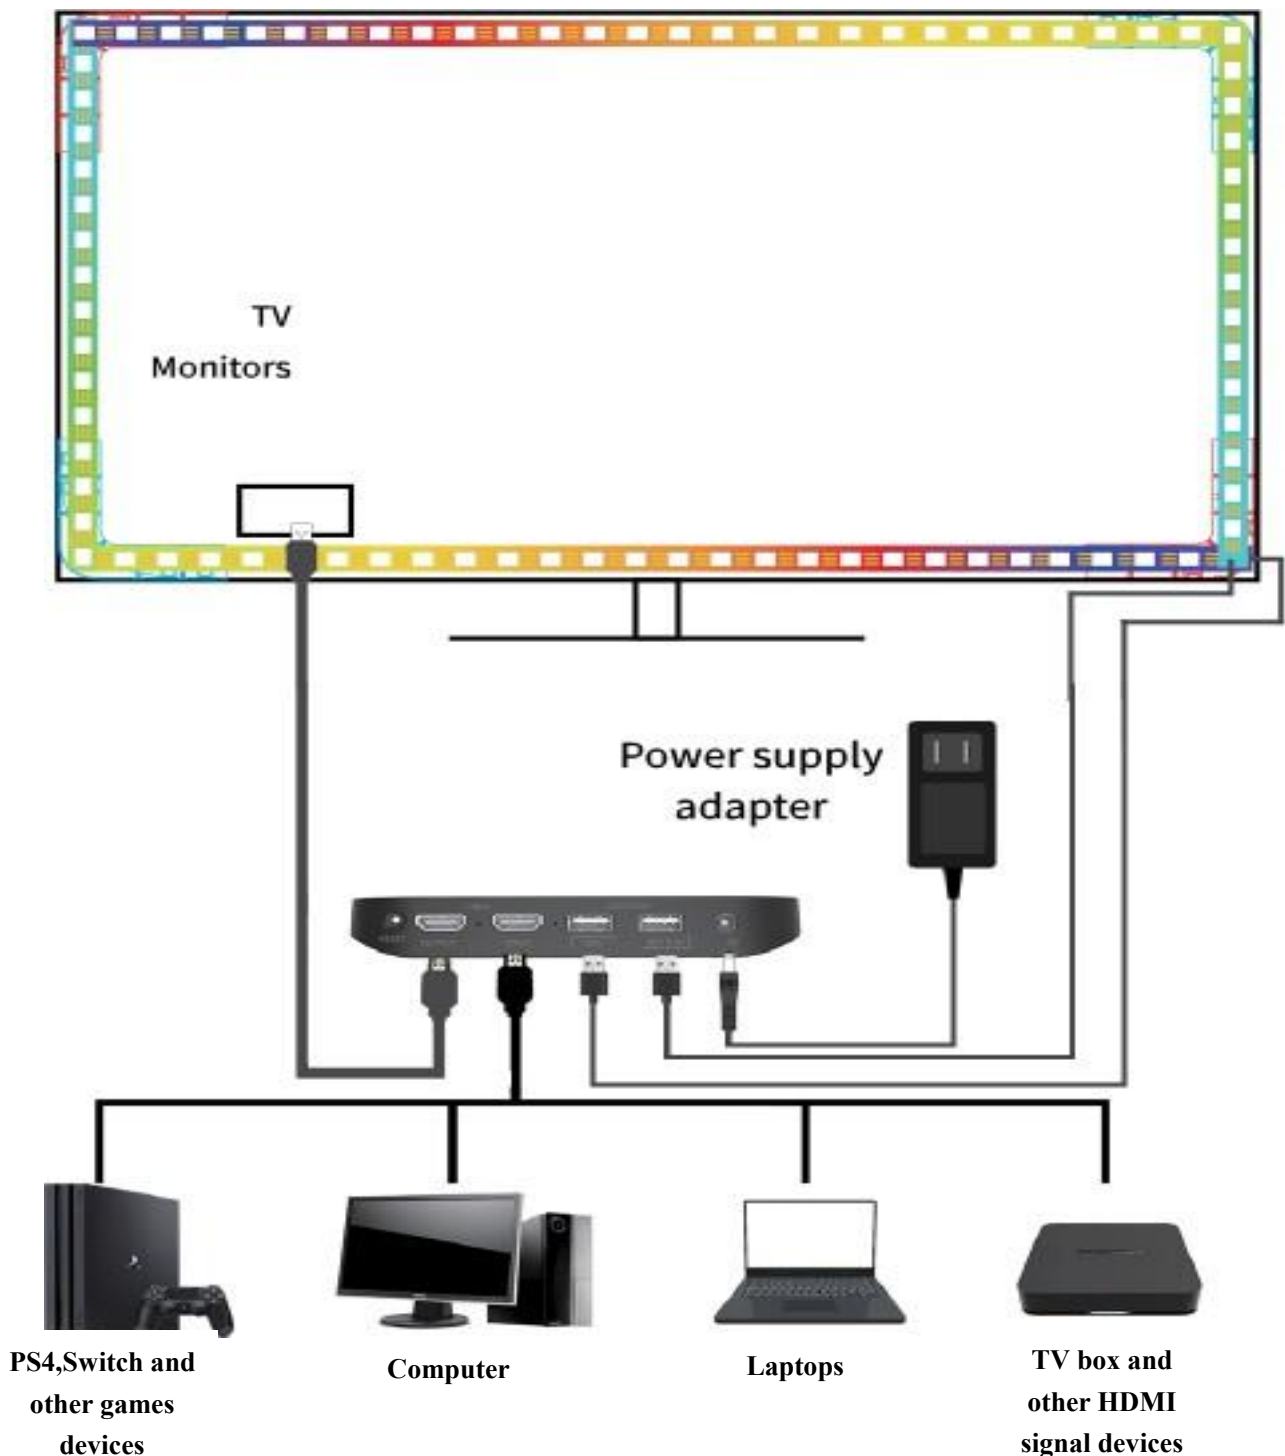 TV
Monitors
Power supply
adapter
PS4,Switch and
other games
devices
Computer
Laptops
TV box and
other HDMI
signal devices